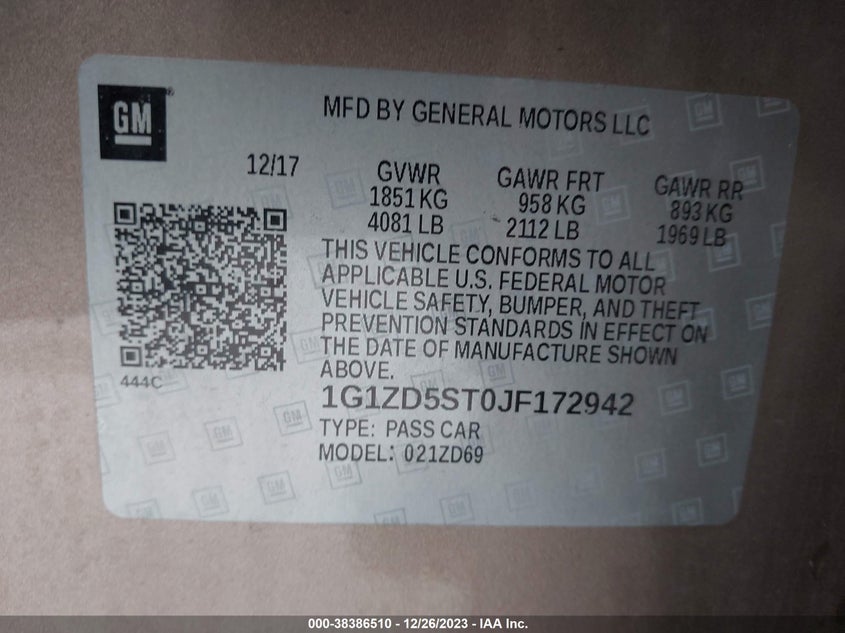 GM
MFD BY GENERAL MOTORS LLC
12/17
GVWR
1851 KG
4081 LB
GAWR FRT
958 KG
2112 LB
GAWR RR
893 KG
1969 LB
THIS VEHICLE CONFORMS TO ALL
APPLICABLE U.S. FEDERAL MOTOR
VEHICLE SAFETY, BUMPER, AND THEFT
PREVENTION STANDARDS IN EFFECT ON
THE DATE OF MANUFACTURE SHOWN
ABOVE.
444C
1G1ZD5ST0JF172942
TYPE: PASS CAR
MODEL: 021ZD69
000-38386510 - 12/26/2023 - IAA Inc.